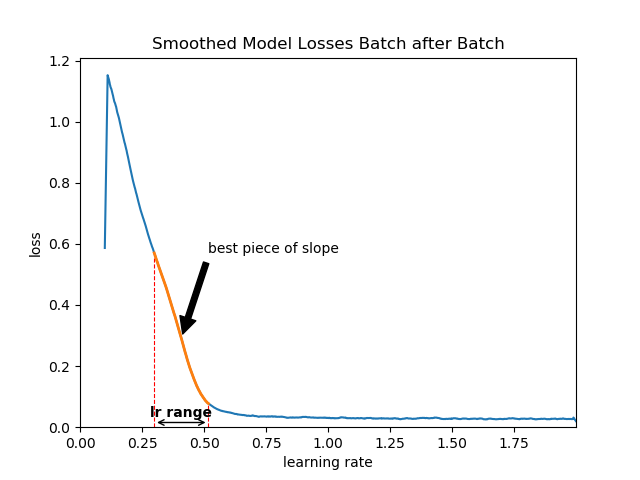 Smoothed Model Losses Batch after Batch
1.2
1.0
0.8
0.6
0.4
0.2
0.0
loss
best piece of slope
lr range
0.00 0.25 0.50 0.75 1.00 1.25 1.50 1.75
learning rate